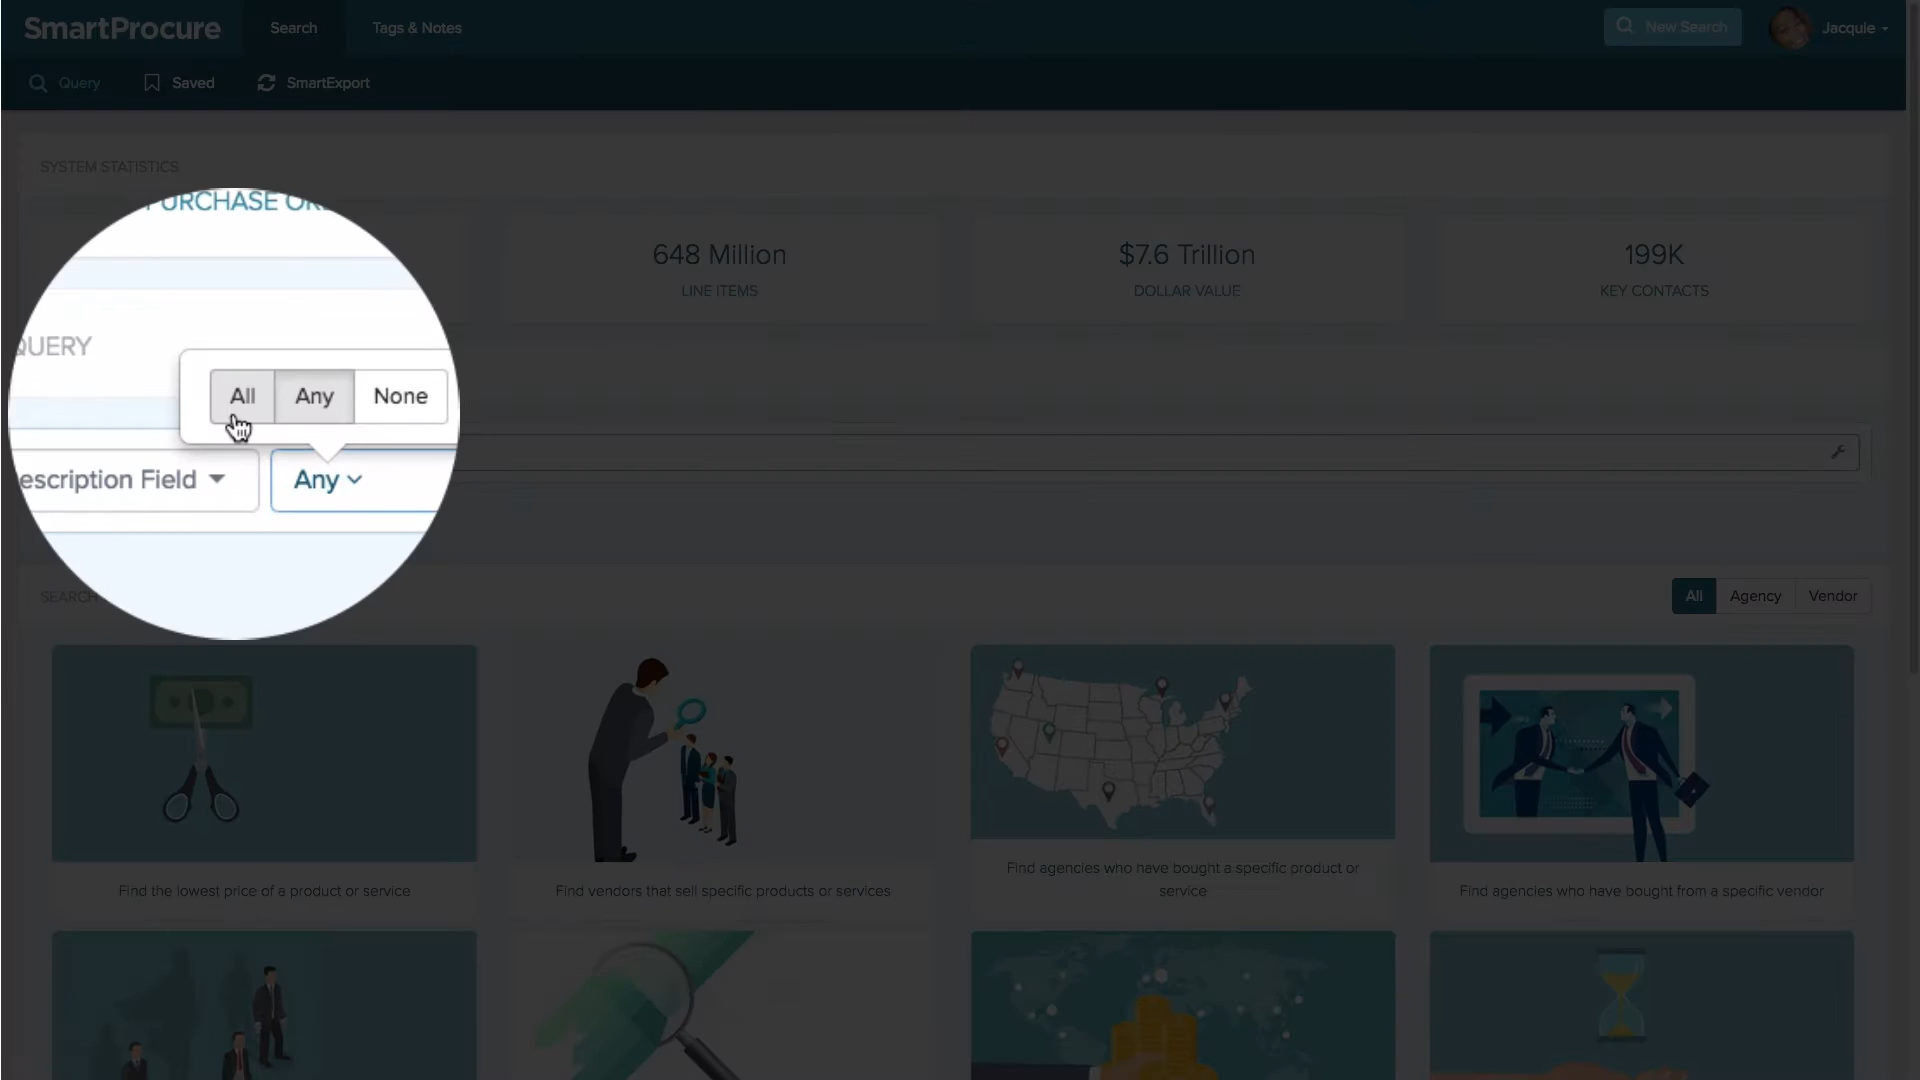 SmartProcure
Search
Tags & Notes
New Search
Jacquie
Query
Saved
SmartExport
SYSTEM STATISTICS
648 Million
LINE ITEMS
$7.6 Trillion
DOLLAR VALUE
199K
KEY CONTACTS
All
Any
None
Any
SEARCH
All
Agency
Vendor
Find the lowest price of a product or service
Find vendors that sell specific products or services
Find agencies who have bought a specific product or
service
Find agencies who have bought from a specific vendor
PURCHASE
QUERY
Field